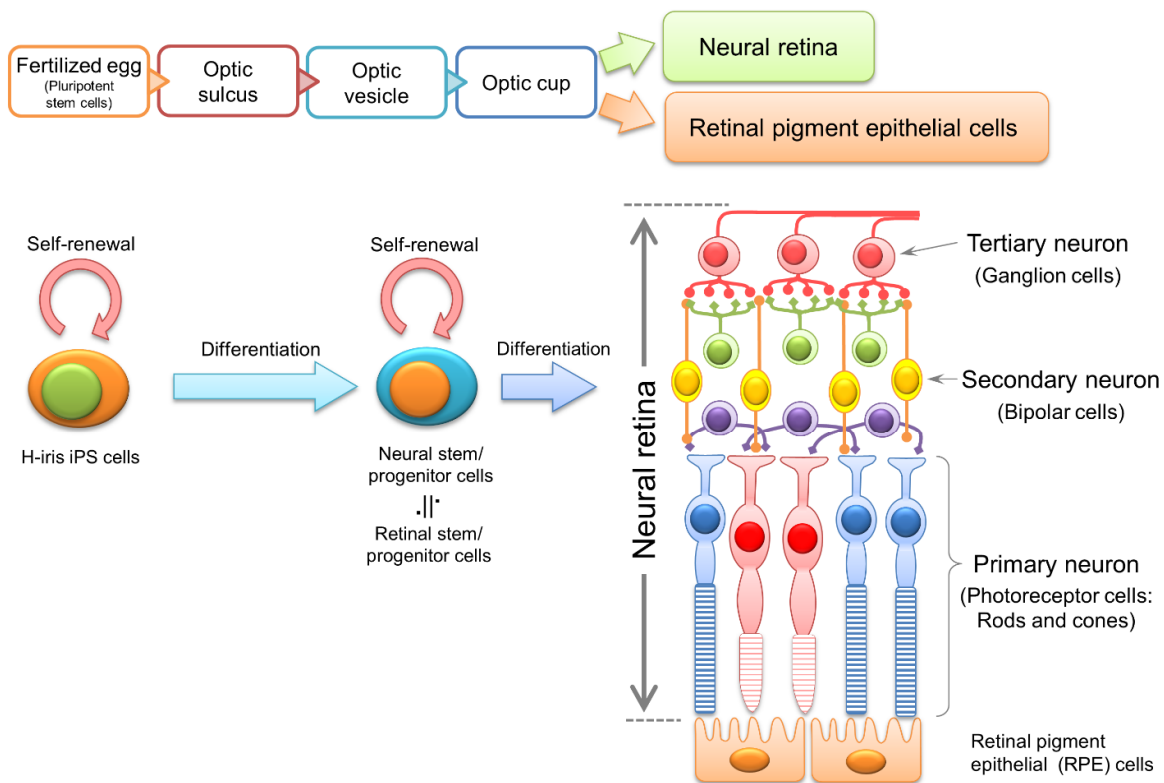 Fertilized egg
(Pluripotent
stem cells)
Optic
sulcus
Optic
vesicle
Optic cup
Neural retina
Retinal pigment epithelial cells
Self-renewal
H-iris iPS cells
Differentiation
Self-renewal
Neural stem/
progenitor cells
Retinal stem/
progenitor cells
Differentiation
Neural retina
Tertiary neuron
(Ganglion cells)
Secondary neuron
(Bipolar cells)
Primary neuron
(Photoreceptor cells:
Rods and cones)
Retinal pigment
epithelial (RPE) cells